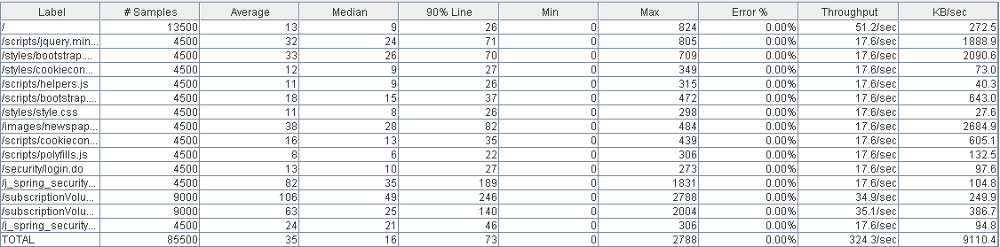 Label # Samples Average Median 90% Line Min Max Error % Throughput KB/sec
/ 13500 13 9 26 0 824 0.00% 51.2/sec 272.5
/scripts/jquery.min... 4500 32 24 71 0 805 0.00% 17.6/sec 1888.9
/styles/bootstrap.... 4500 33 26 70 0 709 0.00% 17.6/sec 2090.6
/styles/cookiecon... 4500 12 9 27 0 349 0.00% 17.6/sec 73.0
/scripts/helpers.js 4500 11 9 26 0 315 0.00% 17.6/sec 40.3
/scripts/bootstrap... 4500 18 15 37 0 472 0.00% 17.6/sec 643.0
/styles/style.css 4500 11 8 26 0 298 0.00% 17.6/sec 27.6
/images/newspap... 4500 38 28 82 0 484 0.00% 17.6/sec 2684.9
/scripts/cookiecon... 4500 16 13 35 0 439 0.00% 17.6/sec 605.1
/scripts/polyfills.js 4500 8 6 22 0 306 0.00% 17.6/sec 132.5
/security/login.do 4500 13 10 27 0 273 0.00% 17.6/sec 97.6
/j_spring_security... 4500 82 35 189 0 1831 0.00% 17.6/sec 104.8
/subscriptionVolu... 9000 106 49 246 0 2788 0.00% 34.9/sec 249.9
/subscriptionVolu... 9000 63 25 140 0 2004 0.00% 35.1/sec 386.7
/j_spring_security... 4500 24 21 46 0 306 0.00% 17.6/sec 94.8
TOTAL 85500 35 16 73 0 2788 0.00% 324.3/sec 9110.4